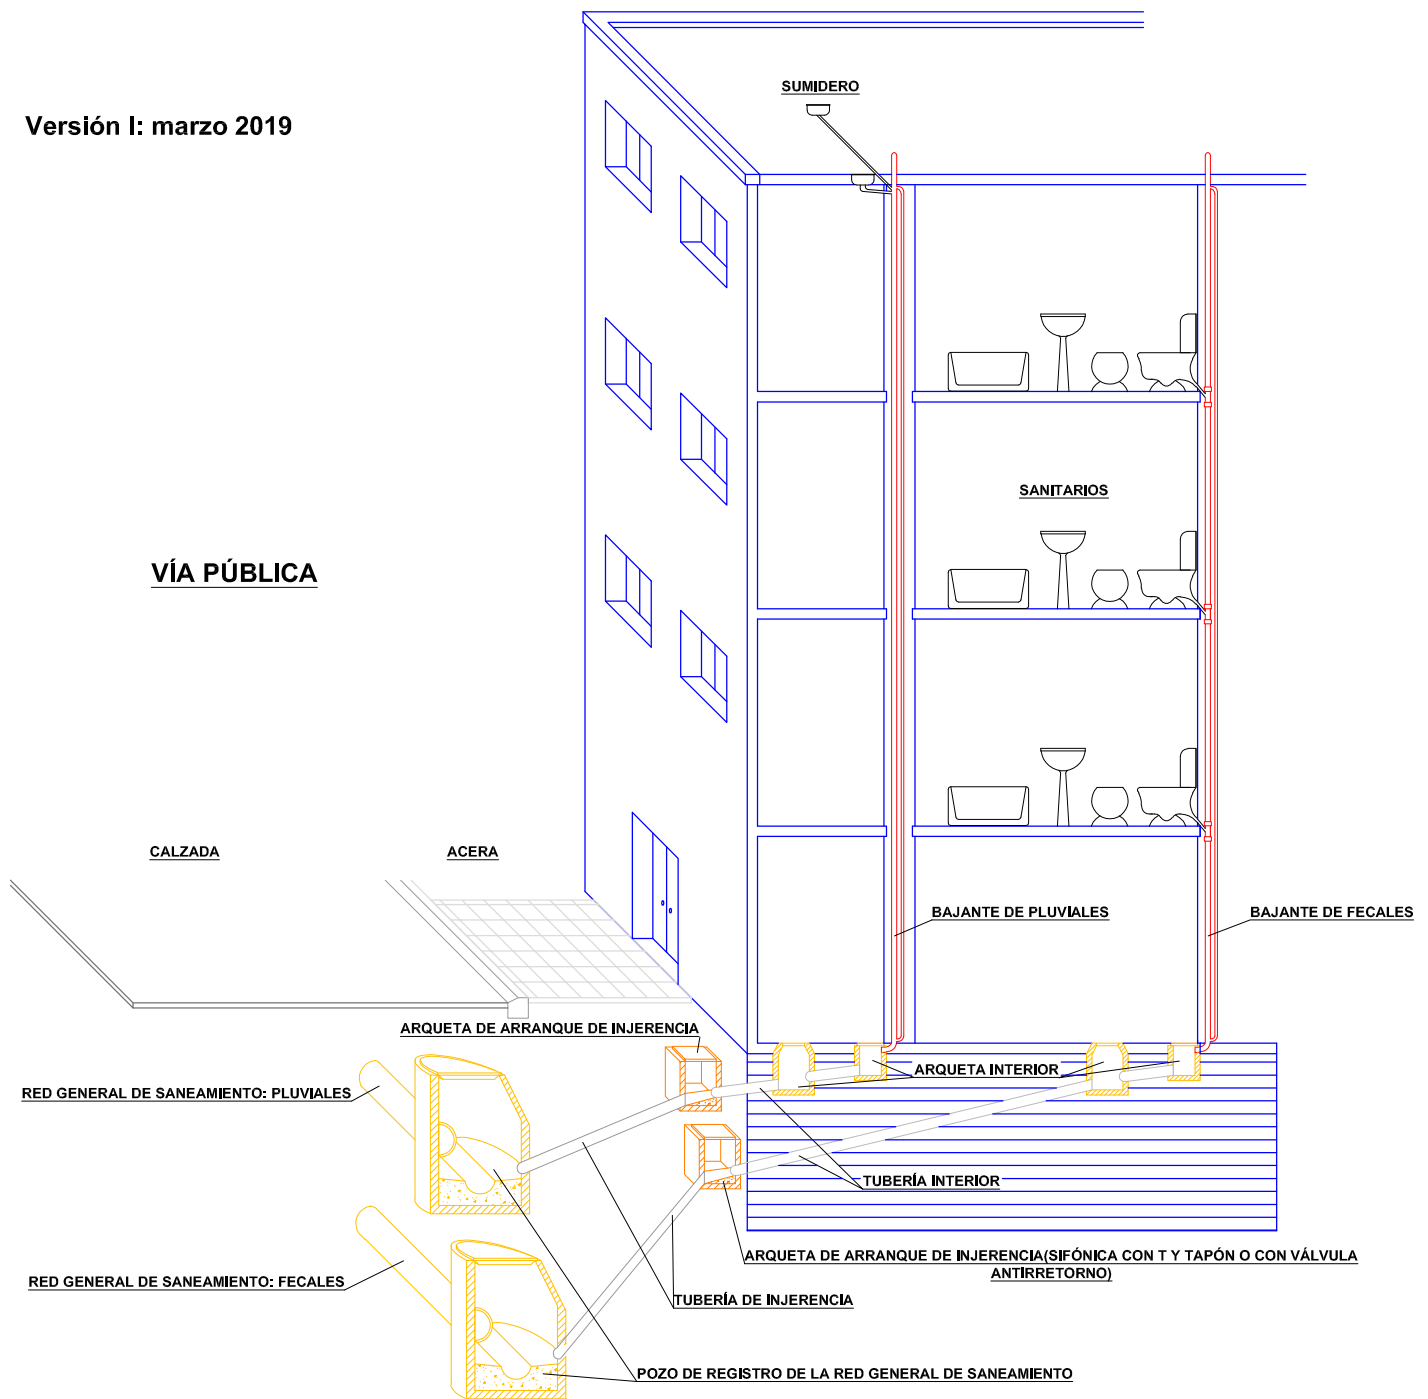 SUMIDERO
Versión I: marzo 2019
SANITARIOS
VÍA PÚBLICA
CALZADA
ACERA
BAJANTE DE PLUVIALES
BAJANTE DE FECALES
ARQUETA DE ARRANQUE DE INJERENCIA
ARQUETA INTERIOR
RED GENERAL DE SANEAMIENTO: PLUVIALES
TUBERÍA INTERIOR
ARQUETA DE ARRANQUE DE INJERENCIA(SIFÓNICA CON T Y TAPÓN O CON VÁLVULA
ANTIRRETORNO)
RED GENERAL DE SANEAMIENTO: FECALES
TUBERÍA DE INJERENCIA
POZO DE REGISTRO DE LA RED GENERAL DE SANEAMIENTO